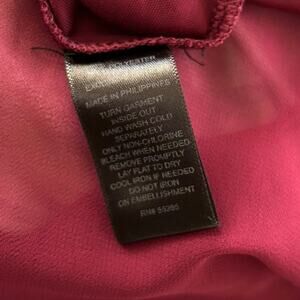 POLYESTER
MADE IN PHILIPPINES
TURN GARMENT
INSIDE OUT
HAND WASH COLD
SEPARATELY
ONLY NON-CHLORINE
BLEACH WHEN NEEDED
REMOVE PROMPTLY
LAY FLAT TO DRY
COOL IRON IF NEEDED
DO NOT IRON
ON EMBELLISHMENT
RN# 55285